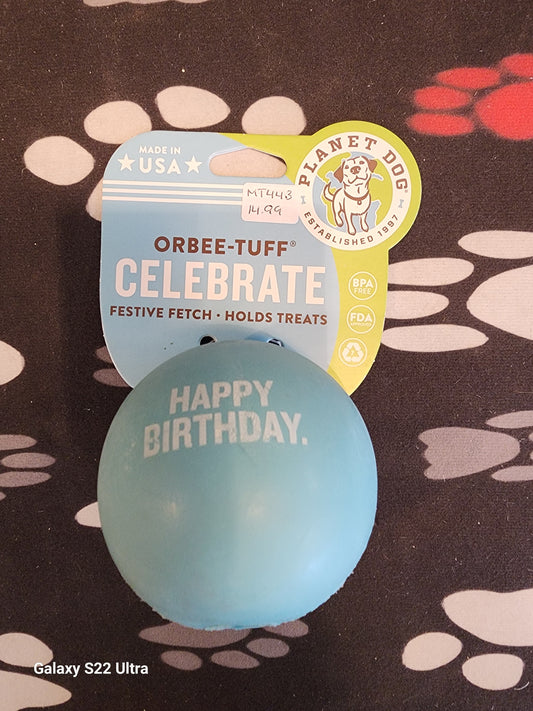 MADE IN
USA
MT443
14.99
PLANET DOG
ESTABLISHED 1997
ORBEE-TUFF®
CELEBRATE
FESTIVE FETCH · HOLDS TREATS
BPA
FREE
FDA
HAPPY
BIRTHDAY.
Galaxy S22 Ultra